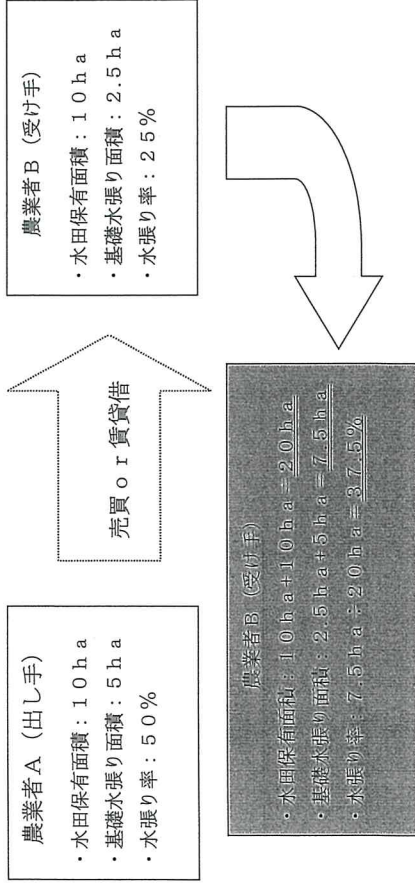 農業者A（出し手）
・水田保有面積：10ha
・基礎水張り面積：5ha
・水張り率：50%
売買or賃貸借
農業者B（受け手）
・水田保有面積：10ha
・基礎水張り面積：2.5ha
・水張り率：25%
農業者B（受け手）
・水田保有面積：10ha+10ha＝20ha
・基礎水張り面積：2.5ha+5ha＝7.5ha
・水張り率：7.5ha÷20ha＝37.5%